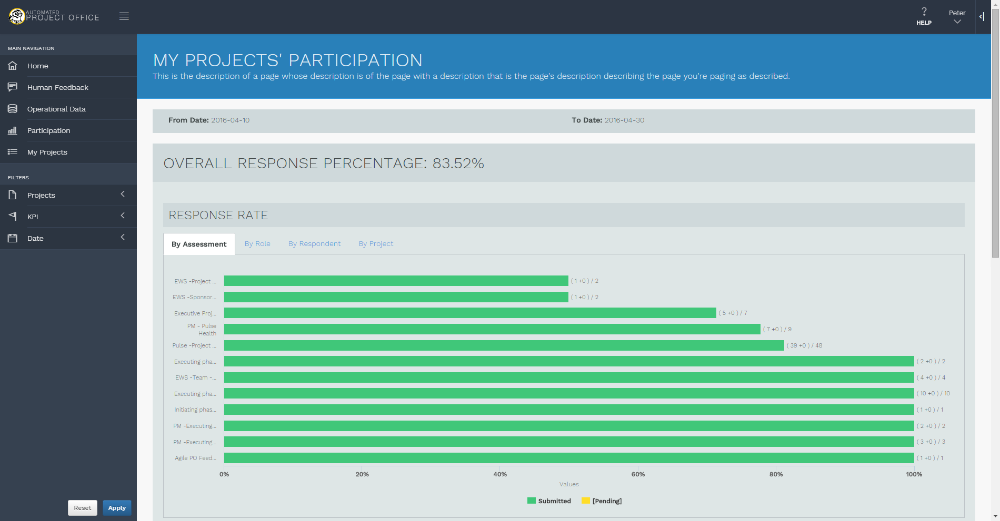 AUTOMATED
PROJECT OFFICE
?
HELP
Peter
MAIN NAVIGATION
Home
Human Feedback
Operational Data
Participation
My Projects
FILTERS
Projects
KPI
Date
Reset
Apply
MY PROJECTS' PARTICIPATION
This is the description of a page whose description is of the page with a description that is the page's description describing the page you're paging as described.
From Date: 2016-04-10
To Date: 2016-04-30
OVERALL RESPONSE PERCENTAGE: 83.52%
RESPONSE RATE
By Assessment
By Role
By Respondent
By Project
EWS -Project ... ( 1 +0 ) / 2
EWS -Sponsor... ( 1 +0 ) / 2
Executive Proj... ( 5 +0 ) / 7
PM - Pulse
Health ( 7 +0 ) / 9
Pulse -Project ... ( 39 +0 ) / 48
Executing pha... ( 2 +0 ) / 2
EWS -Team -... ( 4 +0 ) / 4
Executing pha... ( 10 +0 ) / 10
Initiating phas... ( 1 +0 ) / 1
PM -Executing... ( 2 +0 ) / 2
PM -Executing... ( 3 +0 ) / 3
Agile PO Feed... ( 1 +0 ) / 1
0% 20% 40% 60% 80% 100%
Values
Submitted [Pending]